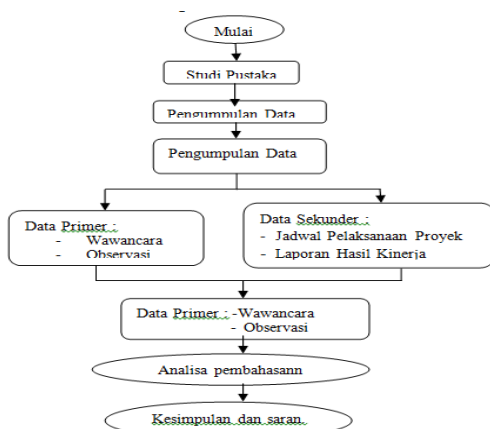 Mulai
Studi Pustaka
Pengumpulan Data
Pengumpulan Data
Data Primer :
- Wawancara
- Observasi
Data Sekunder :
- Jadwal Pelaksanaan Proyek
- Laporan Hasil Kinerja
Data Primer : -Wawancara
- Observasi
Analisa pembahasann
Kesimpulan dan saran.